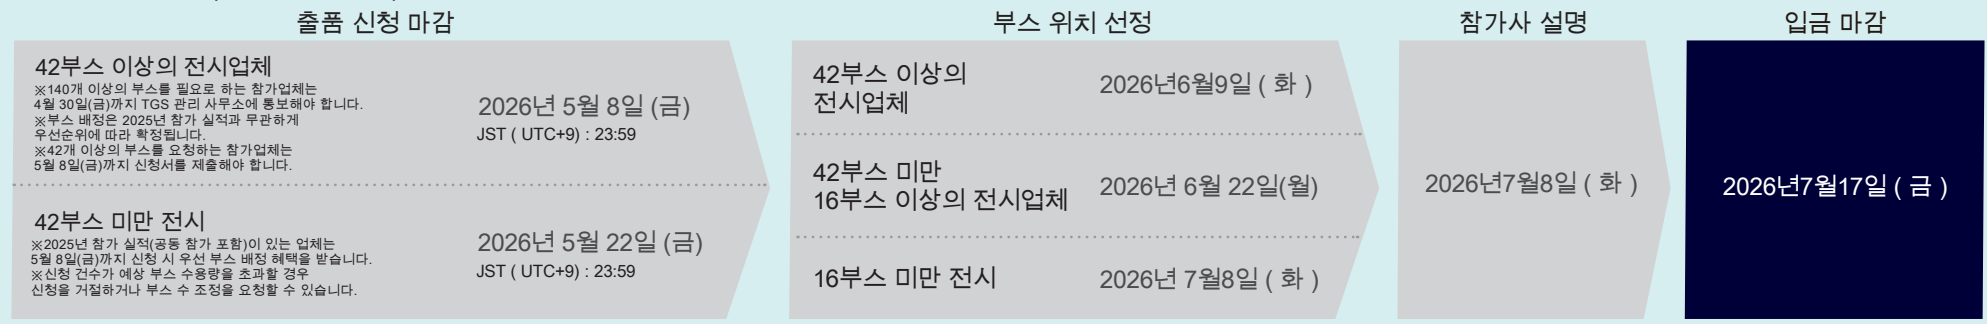 출품 신청 마감
42부스 이상의 전시업체
※140개 이상의 부스를 필요로 하는 참가업체는
4월 30일(금)까지 TGS 관리 사무소에 통보해야 합니다.
※부스 배정은 2025년 참가 실적과 무관하게
우선순위에 따라 확정됩니다.
※42개 이상의 부스를 요청하는 참가업체는
5월 8일(금)까지 신청서를 제출해야 합니다.
2026년 5월 8일 (금)
JST ( UTC+9) : 23:59
42부스 미만 전시
※2025년 참가 실적(공동 참가 포함)이 있는 업체는
5월 8일(금)까지 신청 시 우선 부스 배정 혜택을 받습니다.
※신청 건수가 예상 부스 수용량을 초과할 경우
신청을 거절하거나 부스 수 조정을 요청할 수 있습니다.
2026년 5월 22일 (금)
JST ( UTC+9) : 23:59
부스 위치 선정
42부스 이상의
전시업체
2026년6월9일 ( 화 )
42부스 미만
16부스 이상의 전시업체
2026년 6월 22일(월)
16부스 미만 전시
2026년 7월8일 ( 화 )
참가사 설명
2026년7월8일 ( 화 )
입금 마감
2026년7월17일 ( 금 )